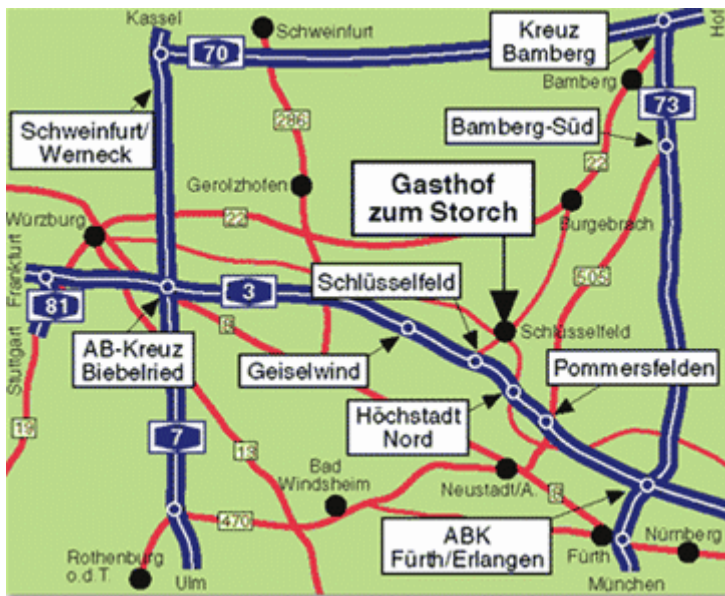 Kassel
Schweinfurt
Kreuz
Bamberg
Hof
70
Bamberg
73
286
Schweinfurt/
Werneck
Bamberg-Süd
22
Gerolzhofen
Gasthof
zum Storch
Würzburg
22
Burgebrach
Frankfurt
505
3
Schlüsselfeld
81
8
Schlüsselfeld
Stuttgart
AB-Kreuz
Biebelried
Geiselwind
Pommersfelden
Höchstadt
Nord
19
7
13
Bad
Windsheim
Neustadt/A.
8
470
ABK
Fürth/Erlangen
Nürnberg
Rothenburg
o.d.T.
Ulm
Fürth
München